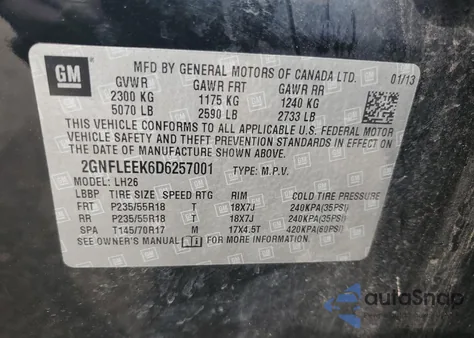 GM
MFD BY GENERAL MOTORS OF CANADA LTD. 01/13
GVWR GAWR FRT GAWR RR
2300 KG 1175 KG 1240 KG
5070 LB 2590 LB 2733 LB
THIS VEHICLE CONFORMS TO ALL APPLICABLE U.S. FEDERAL MOTOR
VEHICLE SAFETY AND THEFT PREVENTION STANDARDS IN EFFECT
ON THE DATE OF MANUFACTURE SHOWN ABOVE.
2GNFLEEK6D6257001 TYPE: M.P.V.
MODEL: LH26
LBBP TIRE SIZE SPEED RTG RIM COLD TIRE PRESSURE
FRT P235/55R18 T 18X7J 240KPA(35PSI)
RR P235/55R18 T 18X7J 240KPA(35PSI)
SPA T145/70R17 M 17X4.5T 420KPA(60PSI)
SEE OWNER'S MANUAL FOR MORE INFORMATION.
autoSnap